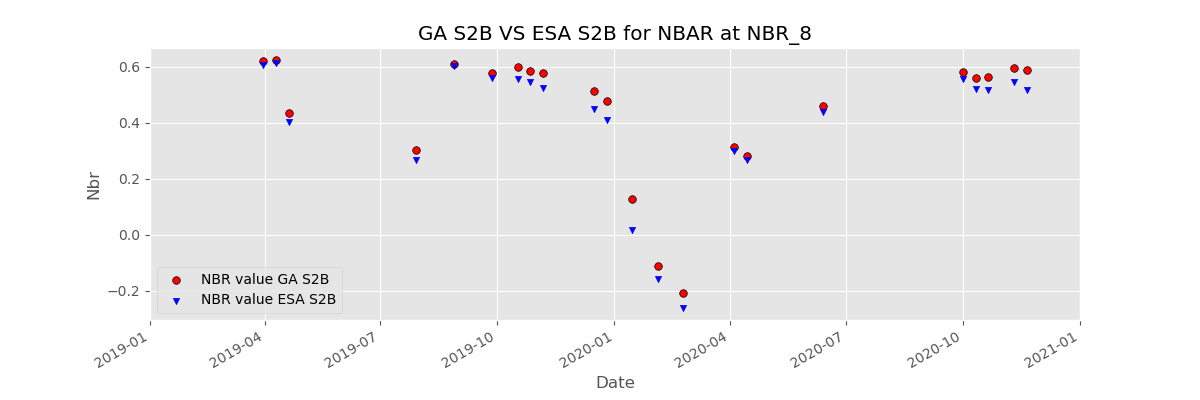 GA S2B VS ESA S2B for NBAR at NBR_8
Nbr
0.6
0.4
0.2
0.0
−0.2
NBR value GA S2B
NBR value ESA S2B
2019-01
2019-04
2019-07
2019-10
2020-01
2020-04
2020-07
2020-10
2021-01
Date